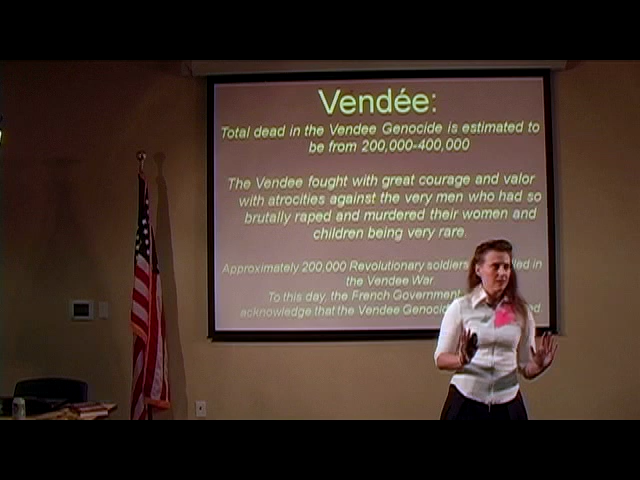 Vendée:
Total dead in the Vendee Genocide is estimated to
be from 200,000-400,000
The Vendee fought with great courage and valor
with atrocities against the very men who had so
brutally raped and murdered their women and
children being very rare.
Approximately 200,000 Revolutionary soldiers in
the Vendee War
To this day, the French Government
acknowledge that the Vendee